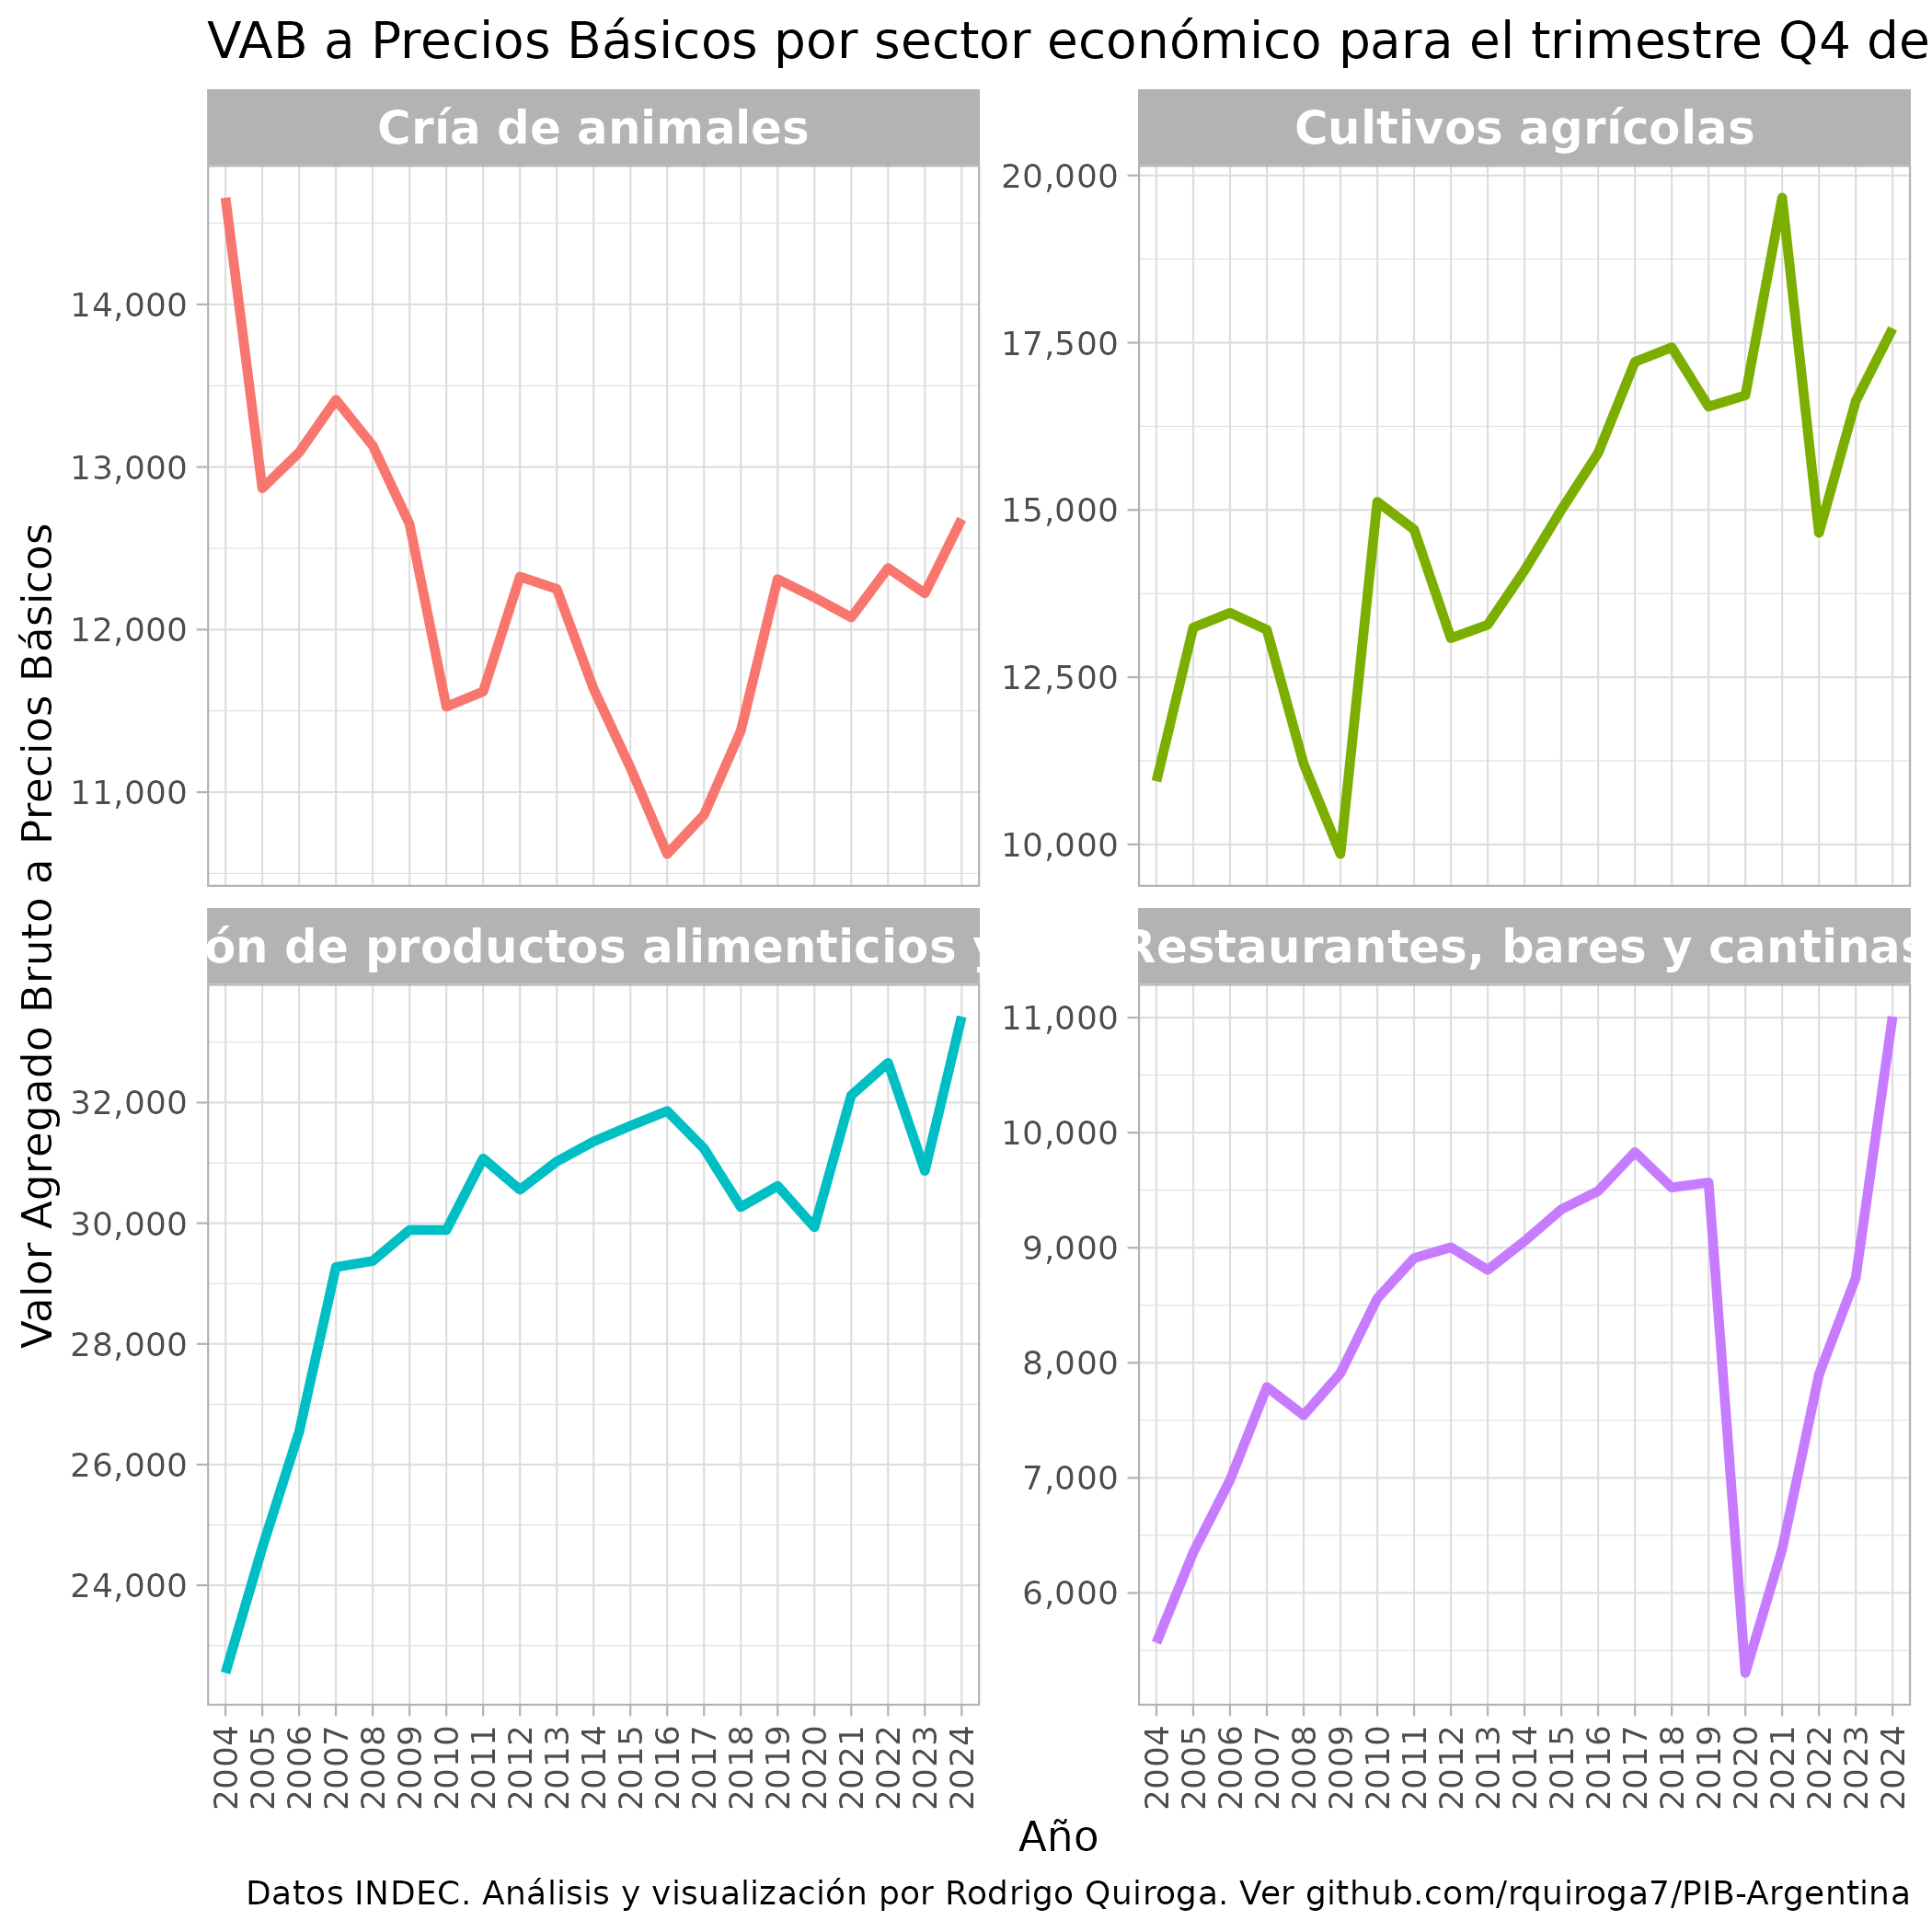 VAB a Precios Básicos por sector económico para el trimestre Q4 de
Valor Agregado Bruto a Precios Básicos
Cría de animales
14,000
13,000
12,000
11,000
Cultivos agrícolas
20,000
17,500
15,000
12,500
10,000
ón de productos alimenticios y
32,000
30,000
28,000
26,000
24,000
2004 2005 2006 2007 2008 2009 2010 2011 2012 2013 2014 2015 2016 2017 2018 2019 2020 2021 2022 2023 2024
Restaurantes, bares y cantinas
11,000
10,000
9,000
8,000
7,000
6,000
2004 2005 2006 2007 2008 2009 2010 2011 2012 2013 2014 2015 2016 2017 2018 2019 2020 2021 2022 2023 2024
Año
Datos INDEC. Análisis y visualización por Rodrigo Quiroga. Ver github.com/rquiroga7/PIB-Argentina